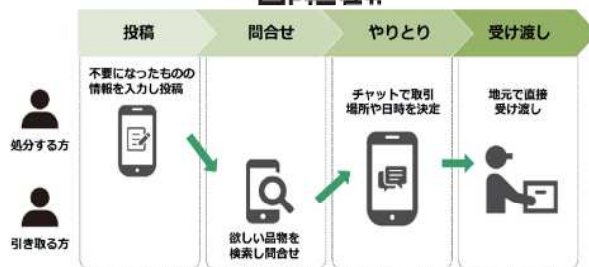 投稿
問合せ
やりとり
受け渡し
不要になったものの
情報を入力し投稿
チャットで取引
場所や日時を決定
地元で直接
受け渡し
処分する方
欲しい品物を
検索し問合せ
引き取る方